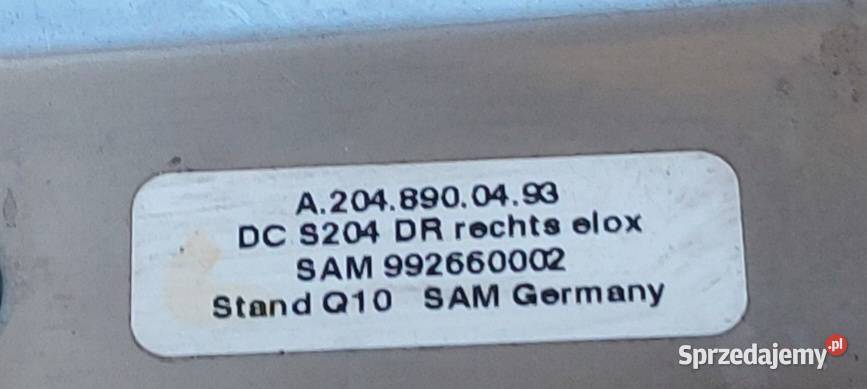 A.204.890.04.93
DC S204 DR rechts elox
SAM 992660002
Stand Q10 SAM Germany
Sprzedajemy.pl